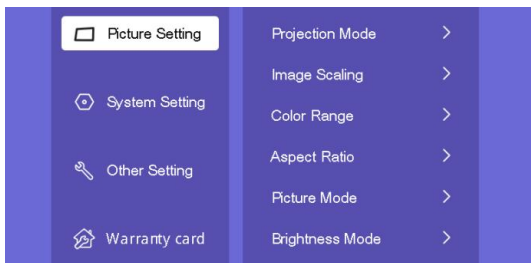 Picture Setting
System Setting
Other Setting
Warranty card
Projection Mode
Image Scaling
Color Range
Aspect Ratio
Picture Mode
Brightness Mode